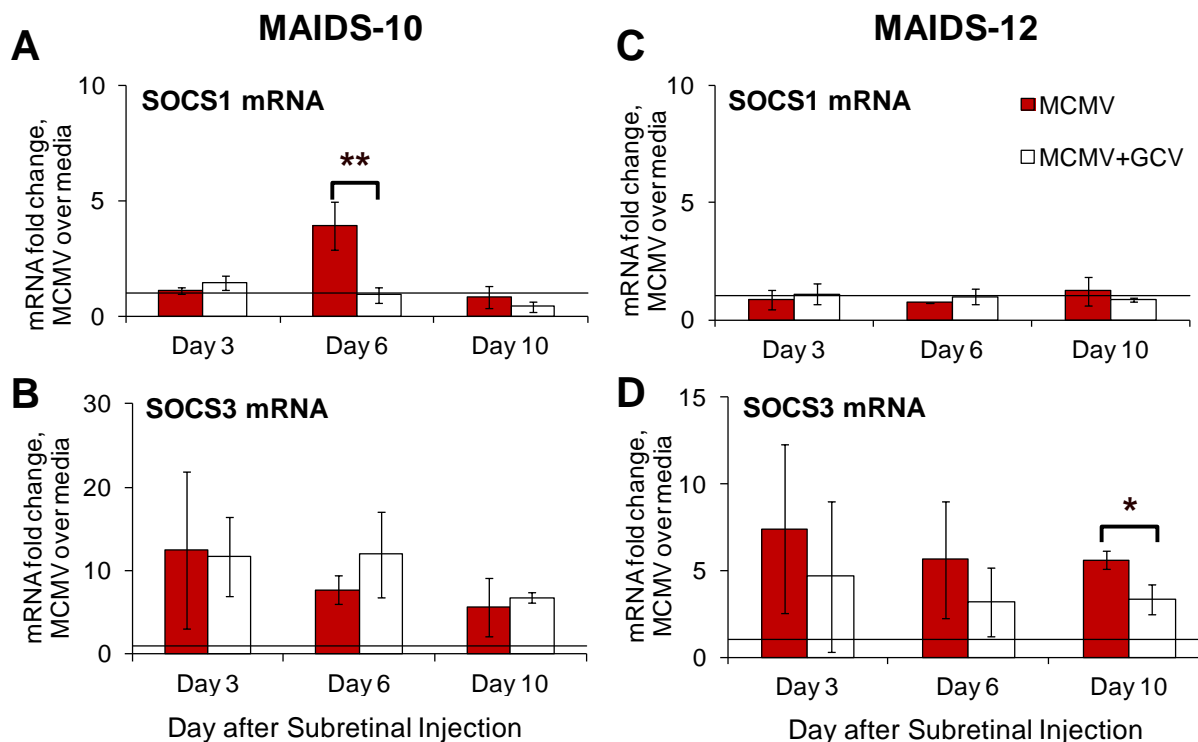 MAIDS-10
A
SOCS1 mRNA
mRNA fold change,
MCMV over media
10
5
0
**
Day 3
Day 6
Day 10
B
SOCS3 mRNA
mRNA fold change,
MCMV over media
30
20
10
0
Day 3
Day 6
Day 10
Day after Subretinal Injection
MAIDS-12
C
SOCS1 mRNA
mRNA fold change,
MCMV over media
10
5
0
MCMV
MCMV+GCV
Day 3
Day 6
Day 10
D
SOCS3 mRNA
mRNA fold change,
MCMV over media
15
10
5
0
*
Day 3
Day 6
Day 10
Day after Subretinal Injection